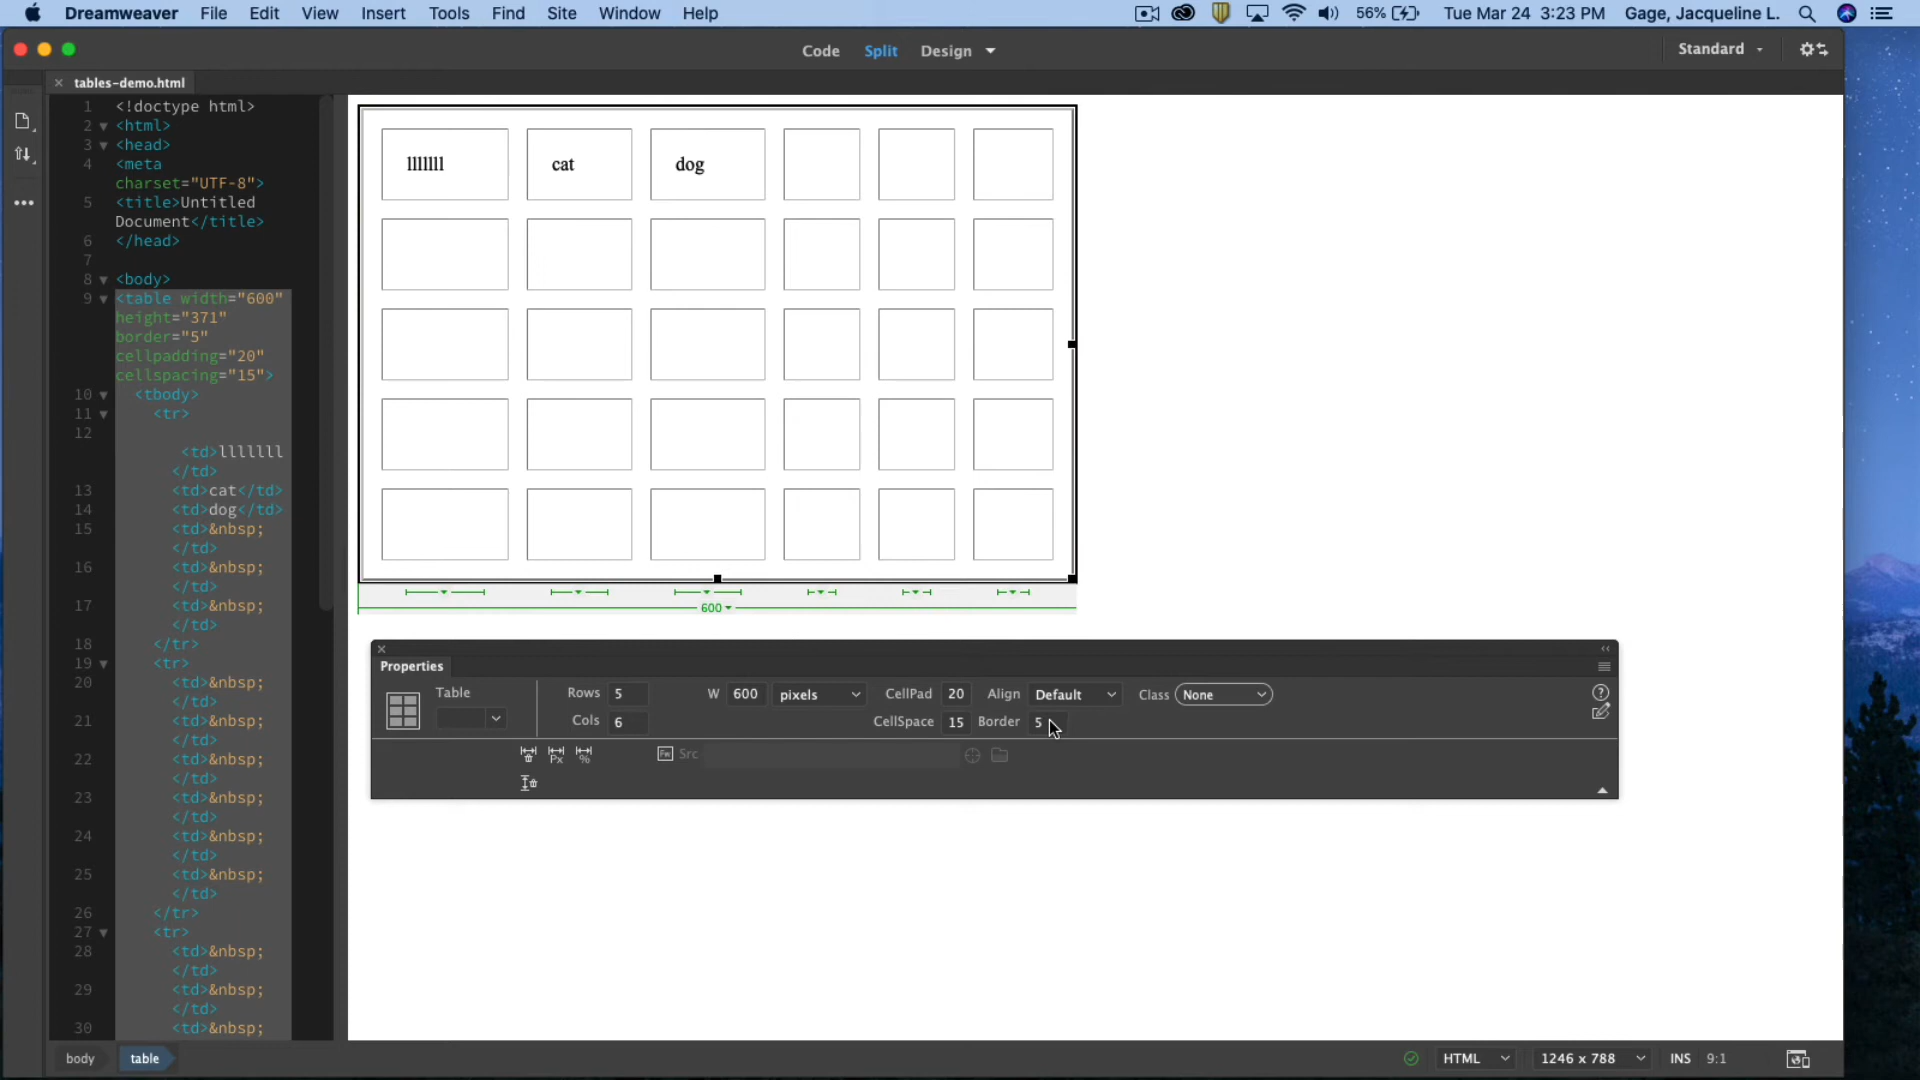 Dreamweaver File Edit View Insert Tools Find Site Window Help 56% Tue Mar 24 3:23 PM Gage, Jacqueline L.
Code Split Design Standard
tables-demo.html
1 <!doctype html>
2 <html>
3 <head>
4 <meta
charset="UTF-8">
5 <title>Untitled
Document</title>
6 </head>
7
8 <body>
9 <table width="600"
height="371"
border="5"
cellpadding="20"
cellspacing="15">
10 <tbody>
11 <tr>
12
<td>lllllll
</td>
13 <td>cat</td>
14 <td>dog</td>
15 <td>&nbsp;
</td>
16 <td>&nbsp;
</td>
17 <td>&nbsp;
</td>
18 </tr>
19 <tr>
20 <td>&nbsp;
</td>
21 <td>&nbsp;
</td>
22 <td>&nbsp;
</td>
23 <td>&nbsp;
</td>
24 <td>&nbsp;
</td>
25 <td>&nbsp;
</td>
26 </tr>
27 <tr>
28 <td>&nbsp;
</td>
29 <td>&nbsp;
</td>
30 <td>&nbsp;
lllllll cat dog
600
Properties
Table Rows 5 W 600 pixels CellPad 20 Align Default Class None
Cols 6 CellSpace 15 Border 5
Px % Fw Src
body table HTML 1246 x 788 INS 9:1